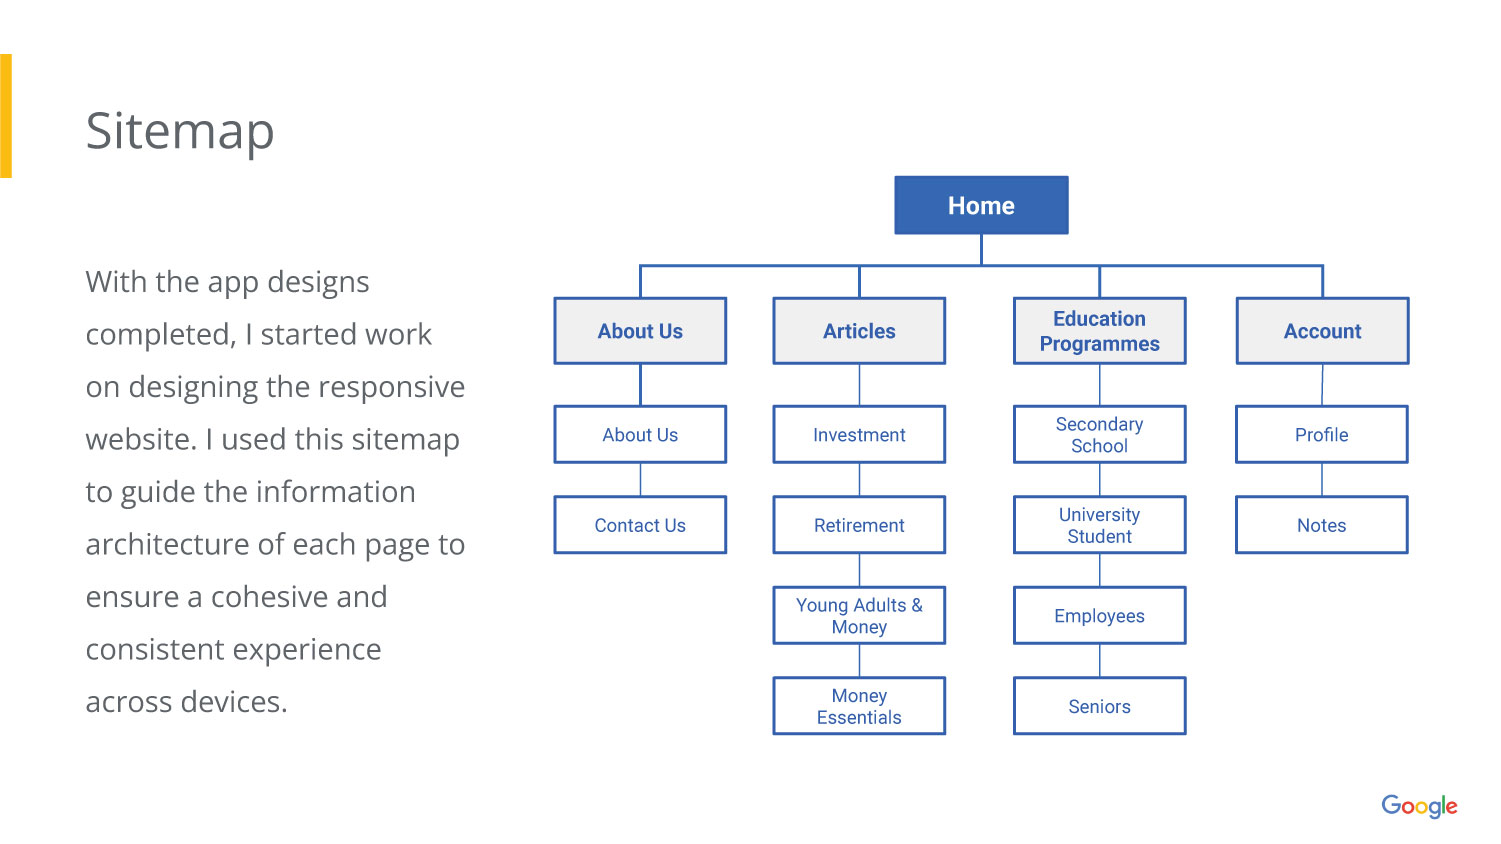 Sitemap
With the app designs
completed, I started work
on designing the responsive
website. I used this sitemap
to guide the information
architecture of each page to
ensure a cohesive and
consistent experience
across devices.
Home
About Us
Articles
Education
Programmes
Account
About Us
Contact Us
Investment
Retirement
Young Adults &
Money
Money
Essentials
Secondary
School
University
Student
Employees
Seniors
Profile
Notes
Google